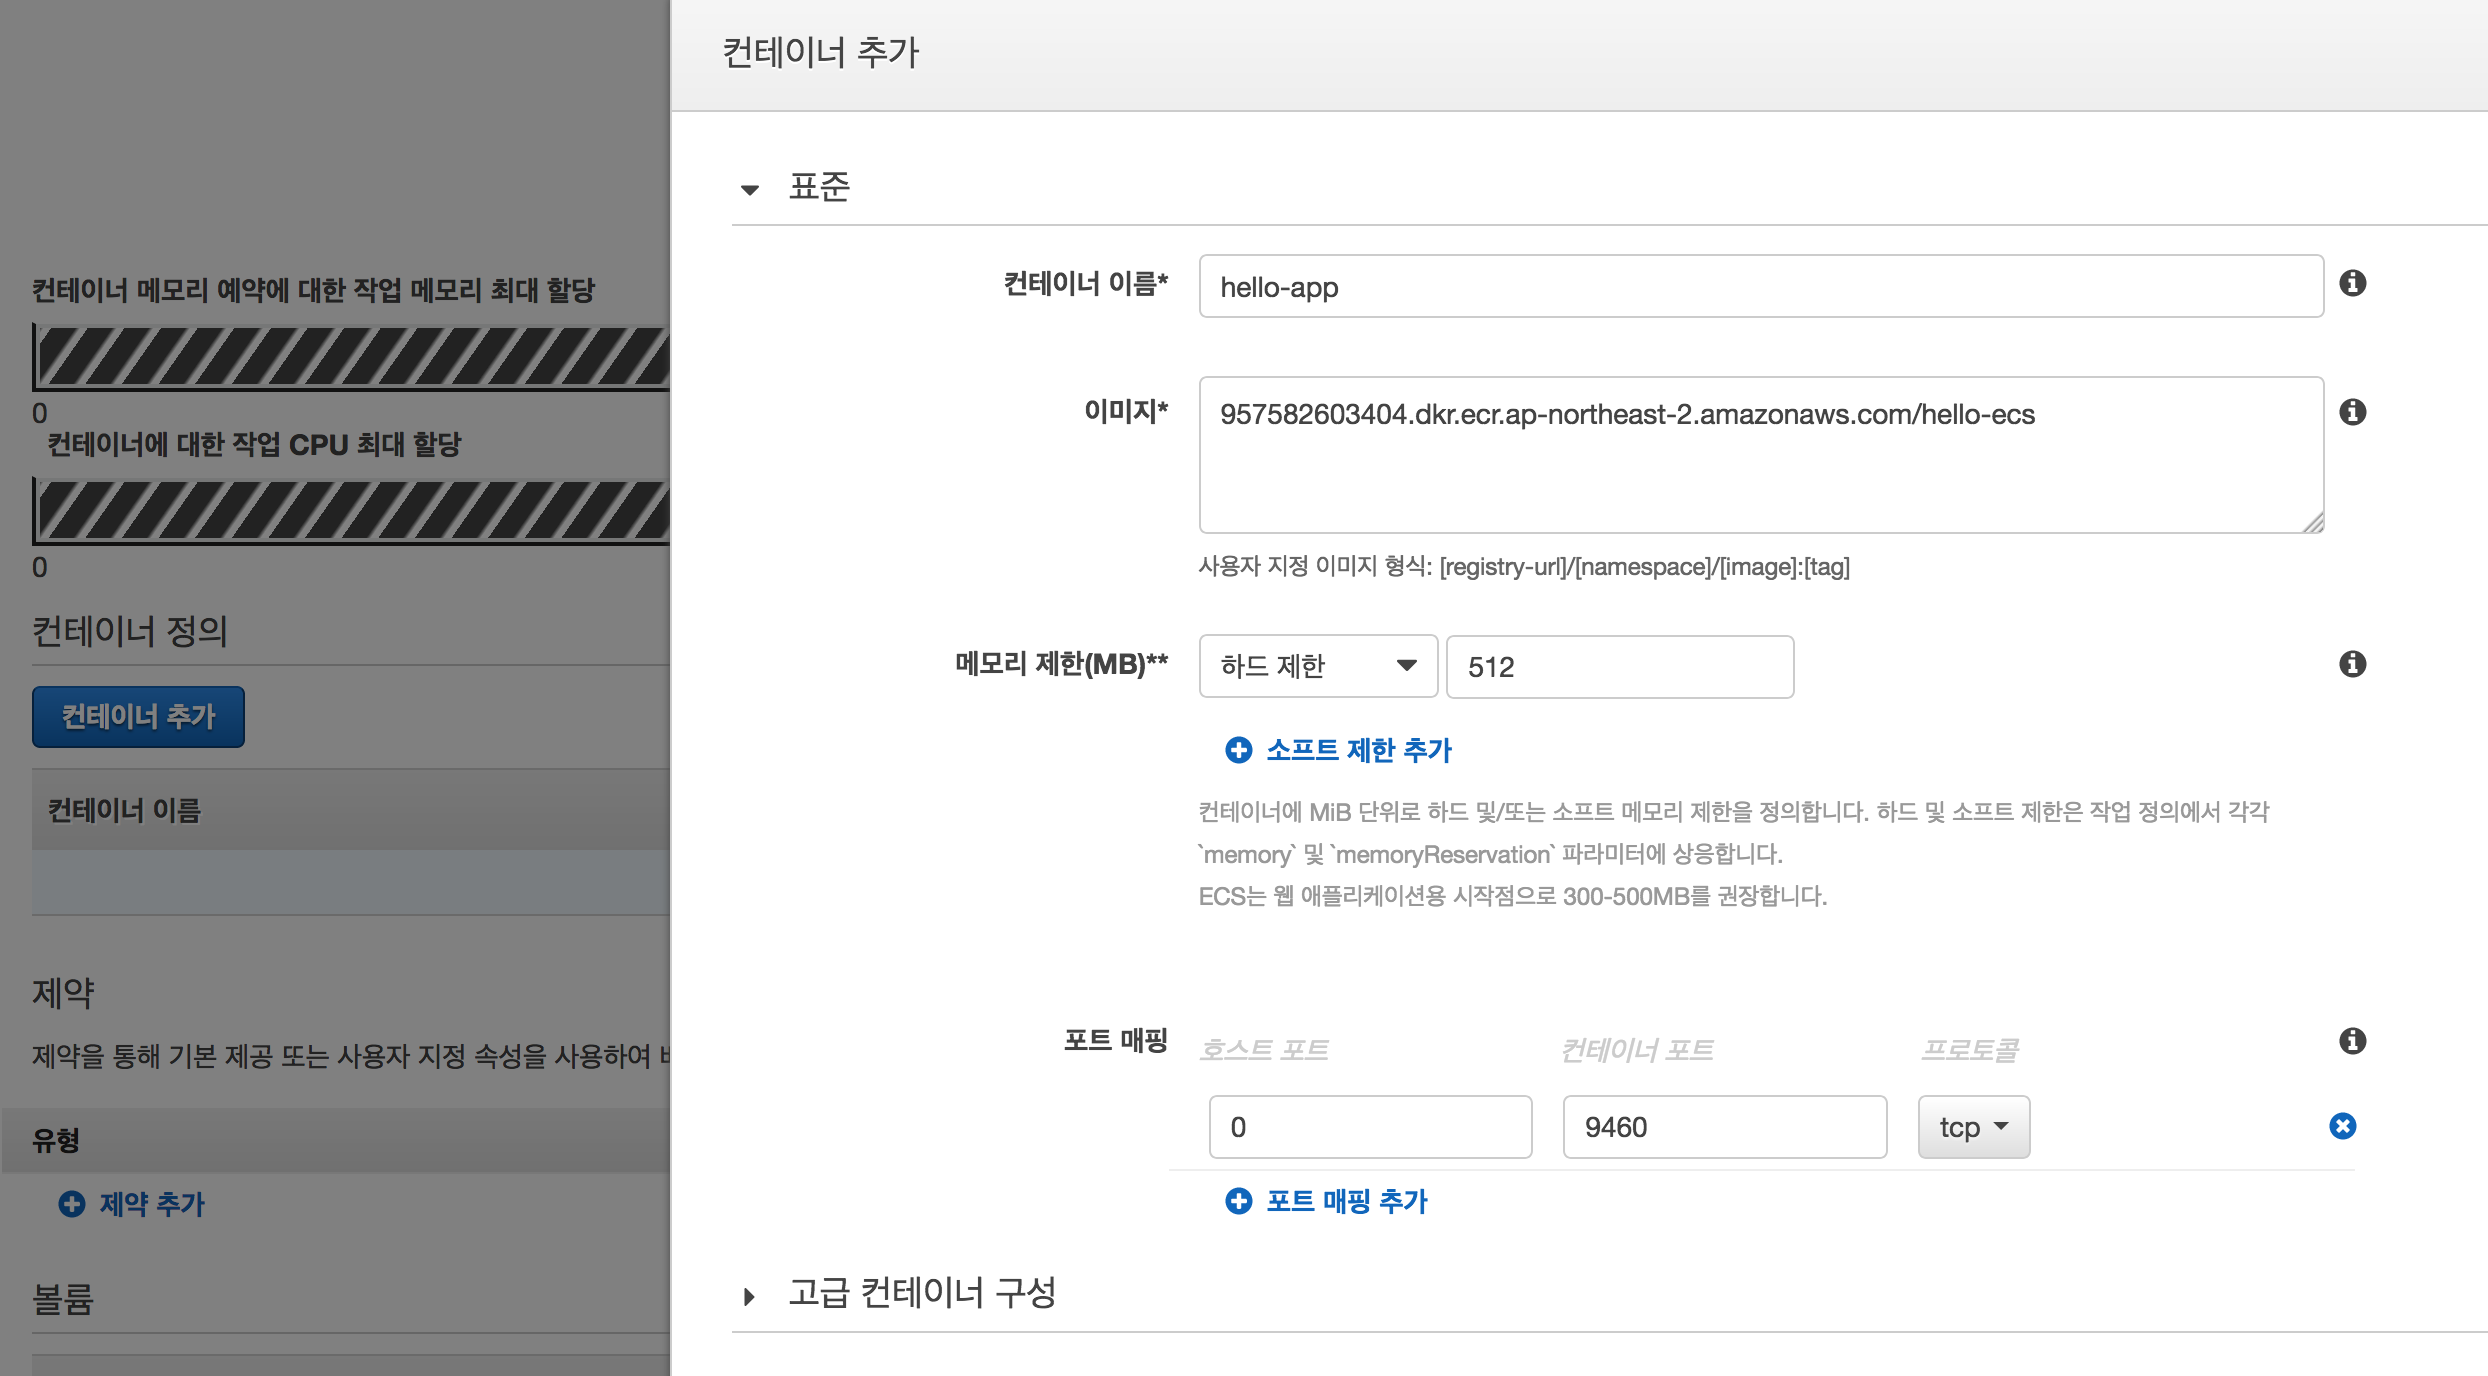 컨테이너 추가
표준
컨테이너 이름*
hello-app
이미지*
957582603404.dkr.ecr.ap-northeast-2.amazonaws.com/hello-ecs
사용자 지정 이미지 형식: [registry-url]/[namespace]/[image]:[tag]
메모리 제한(MB)**
하드 제한
512
소프트 제한 추가
컨테이너에 MiB 단위로 하드 및/또는 소프트 메모리 제한을 정의합니다. 하드 및 소프트 제한은 작업 정의에서 각각
`memory` 및 `memoryReservation` 파라미터에 상응합니다.
ECS는 웹 애플리케이션용 시작점으로 300-500MB를 권장합니다.
포트 매핑
호스트 포트
컨테이너 포트
프로토콜
0
9460
tcp
포트 매핑 추가
고급 컨테이너 구성
컨테이너 메모리 예약에 대한 작업 메모리 최대 할당
0
컨테이너에 대한 작업 CPU 최대 할당
0
컨테이너 정의
컨테이너 추가
컨테이너 이름
제약
제약을 통해 기본 제공 또는 사용자 지정 속성을 사용하여
유형
제약 추가
볼륨